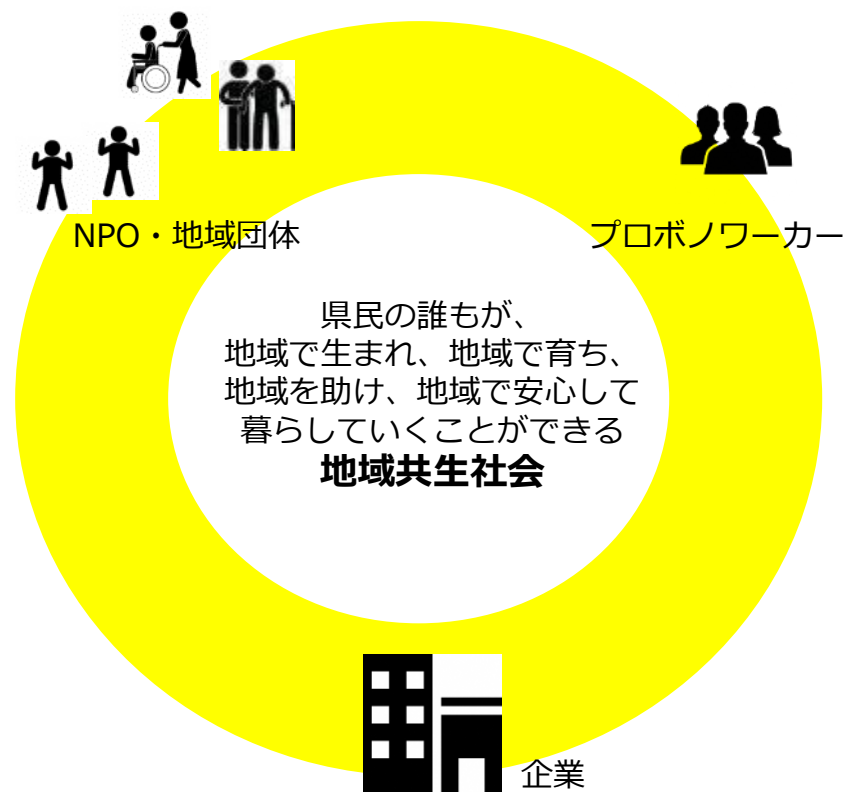 NPO・地域団体
プロボノワーカー
県民の誰もが、
地域で生まれ、地域で育ち、
地域を助け、地域で安心して
暮らしていくことができる
地域共生社会
企業